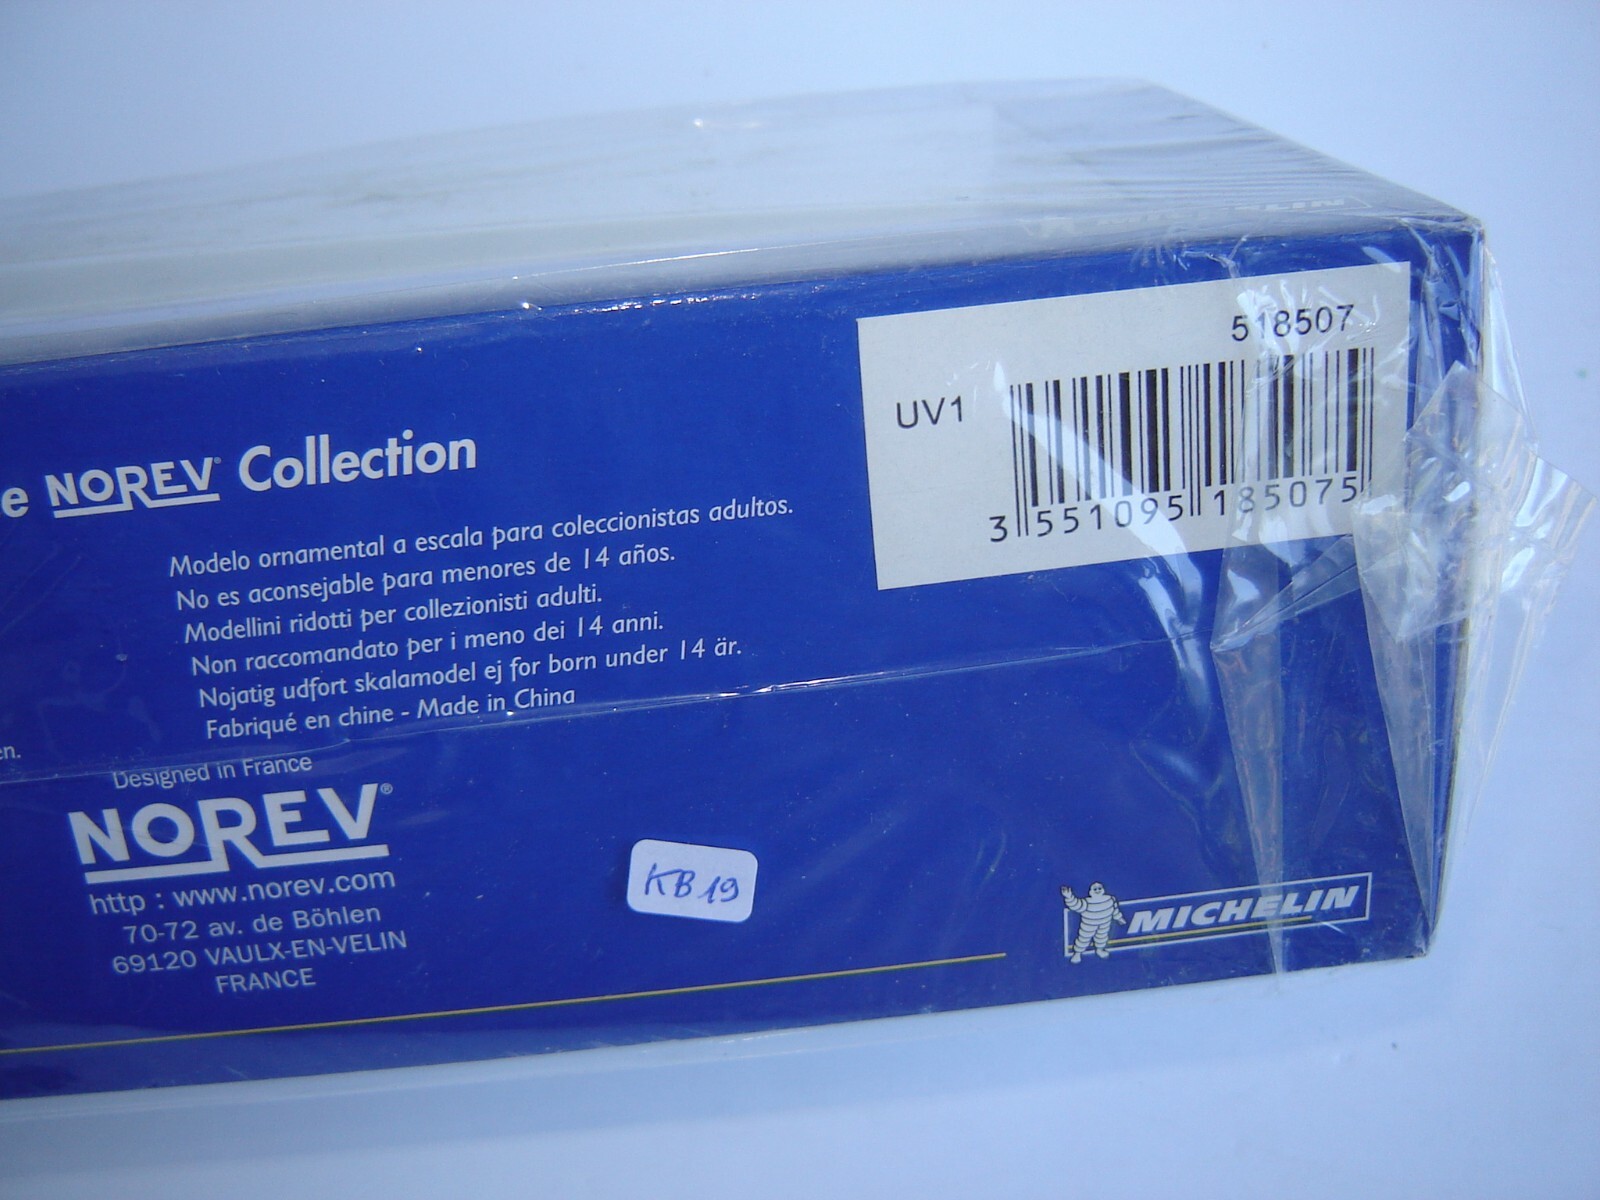 MICHELIN
518507
UV1
3 551095 185075
e NOREV® Collection
Modelo ornamental a escala para coleccionistas adultos.
No es aconsejable para menores de 14 años.
Modellini ridotti per collezionisti adulti.
Non raccomandato per i meno dei 14 anni.
Nojatig udfort skalamodel ej for born under 14 är.
Fabriqué en chine - Made in China
en.
Designed in France
NOREV®
http : www.norev.com
70-72 av. de Böhlen
69120 VAULX-EN-VELIN
FRANCE
KB19
MICHELIN